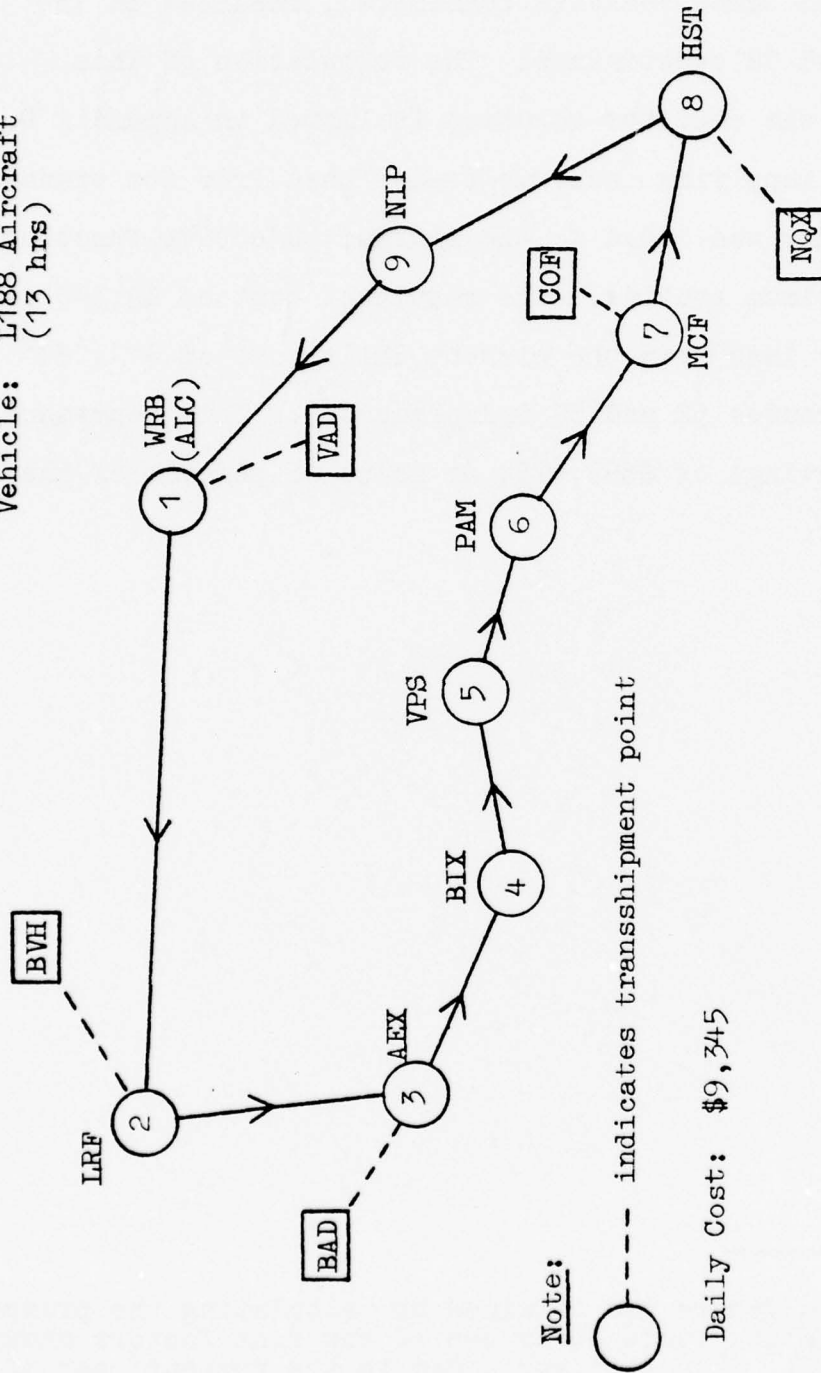 Vehicle: L188 Aircraft
(13 hrs)
HST
8
NIP
9
NQX
COF
7
MCF
WRB
(ALC)
1
VAD
PAM
6
VPS
5
BIX
4
BVH
LRF
2
AEX
3
BAD
Note:
indicates transshipment point
Daily Cost: $9,345